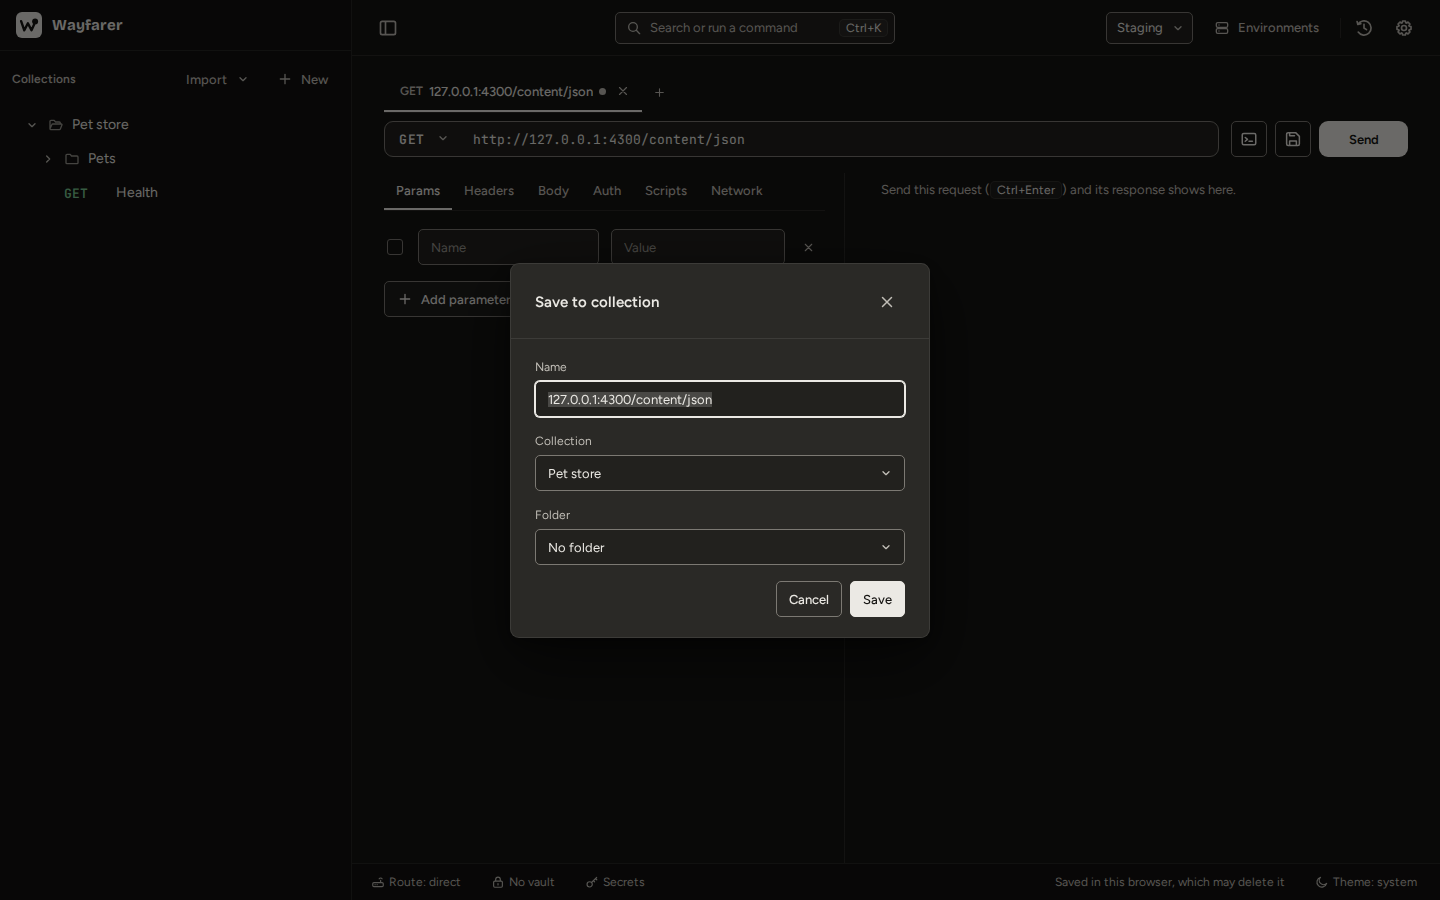 Wayfarer
Search or run a command Ctrl+K
Staging
Environments
Collections Import New
Pet store
Pets
GET Health
GET 127.0.0.1:4300/content/json
GET http://127.0.0.1:4300/content/json
Send
Params Headers Body Auth Scripts Network
Send this request ( Ctrl+Enter ) and its response shows here.
Name Value
Add parameter
Save to collection
Name
127.0.0.1:4300/content/json
Collection
Pet store
Folder
No folder
Cancel Save
Route: direct No vault Secrets
Saved in this browser, which may delete it Theme: system